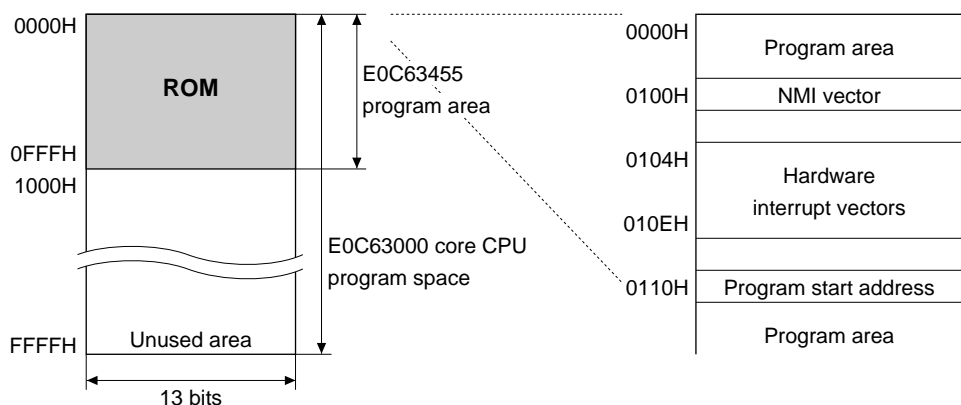 0000H
ROM
0FFFH
1000H
FFFFH
Unused area
13 bits
E0C63455
program area
E0C63000 core CPU
program space
0000H
Program area
0100H
NMI vector
0104H
Hardware
interrupt vectors
010EH
0110H
Program start address
Program area